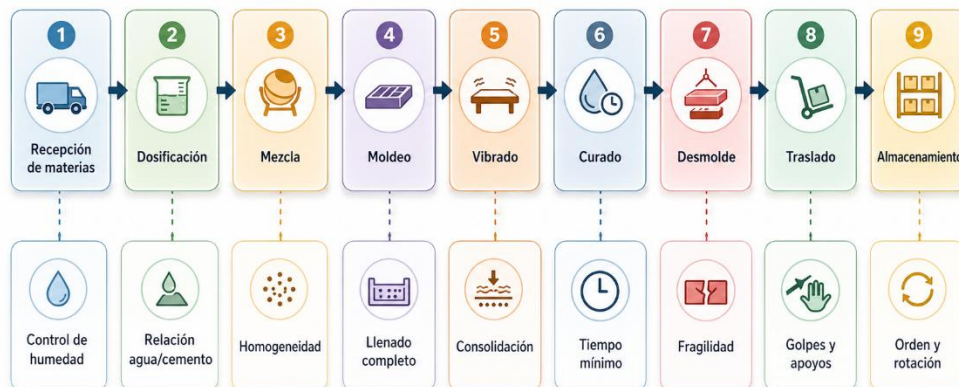 1
2
3
4
5
6
7
8
9
Recepción
de materias
Dosificación
Mezcla
Moldeo
Vibrado
Curado
Desmolde
Traslado
Almacenamiento
Control de
humedad
Relación
agua/cemento
Homogeneidad
Llenado
completo
Consolidación
Tiempo
mínimo
Fragilidad
Golpes y
apoyos
Orden y
rotación